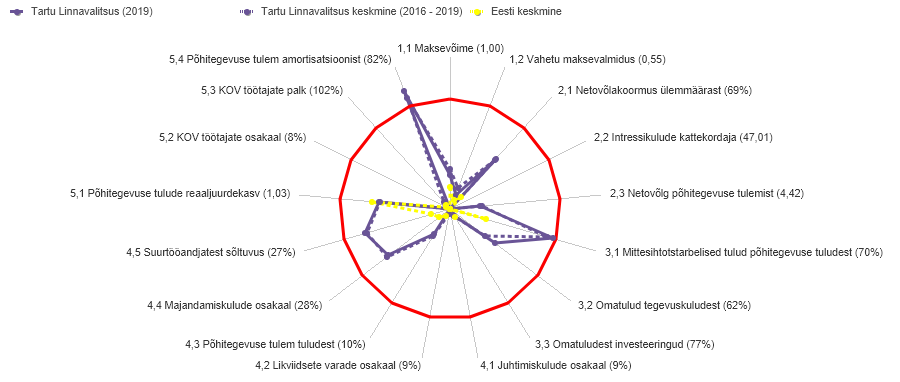 Tartu Linnavalitsus (2019)
Tartu Linnavalitsus keskmine (2016 - 2019)
Eesti keskmine
1,1 Maksevõime (1,00)
1,2 Vahetu maksevalmidus (0,55)
2,1 Netovõlakoormus ülemmäärast (69%)
2,2 Intressikulude kattekordaja (47,01)
2,3 Netovõlg põhitegevuse tulemist (4,42)
3,1 Mittesihtotstarbelised tulud põhitegevuse tuludest (70%)
3,2 Omatulud tegevuskuludest (62%)
3,3 Omatuludest investeeringud (77%)
4,1 Juhtimiskulude osakaal (9%)
4,2 Likviidsete varade osakaal (9%)
4,3 Põhitegevuse tulem tuludest (10%)
4,4 Majandamiskulude osakaal (28%)
4,5 Suurtööandjatest sõltuvus (27%)
5,1 Põhitegevuse tulude reaaljuurdekasv (1,03)
5,2 KOV töötajate osakaal (8%)
5,3 KOV töötajate palk (102%)
5,4 Põhitegevuse tulem amortisatsioonist (82%)